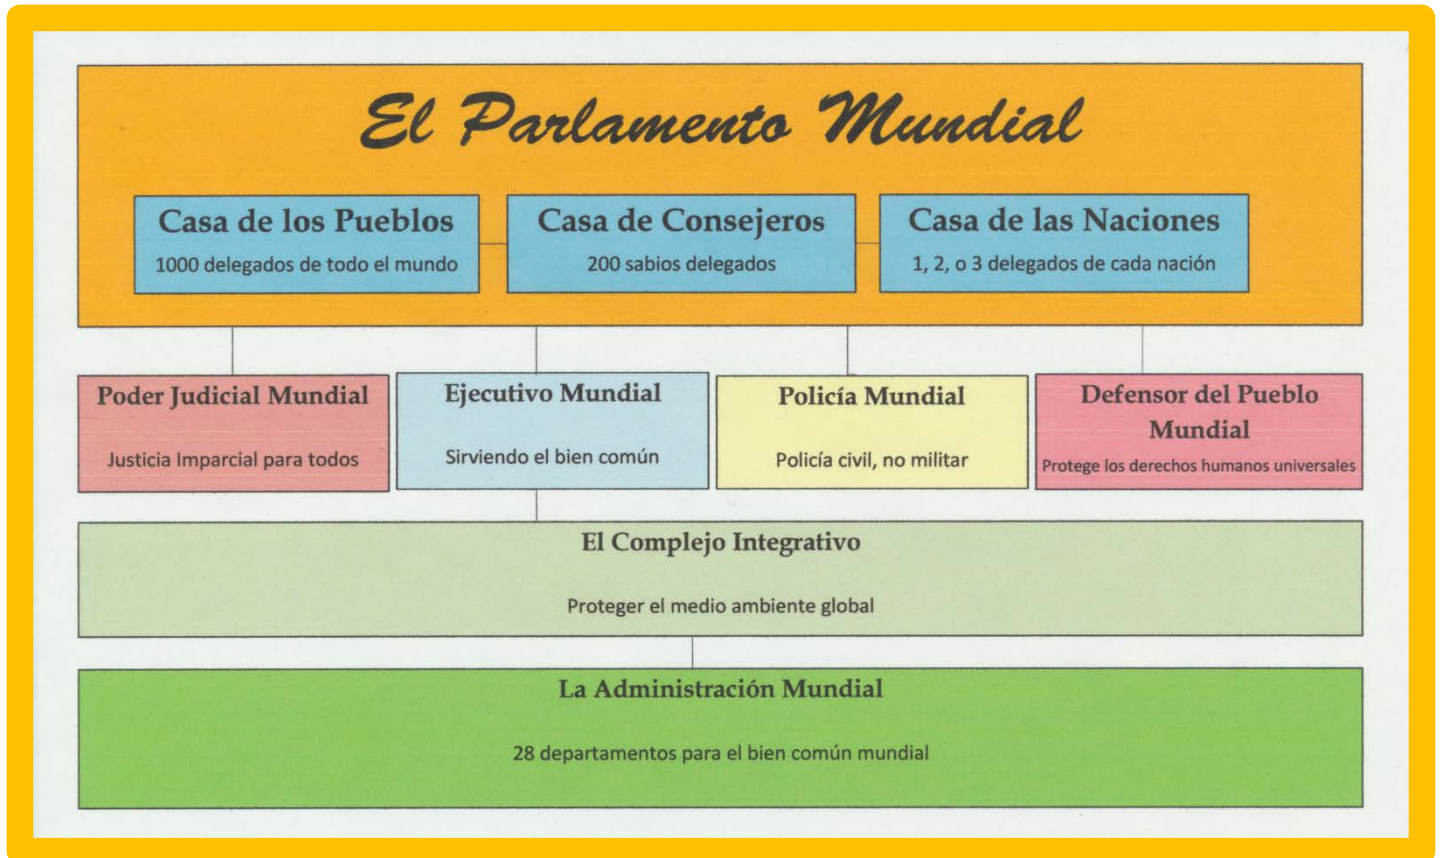 El Parlamento Mundial
Casa de los Pueblos
1000 delegados de todo el mundo
Casa de Consejeros
200 sabios delegados
Casa de las Naciones
1, 2, o 3 delegados de cada nación
Poder Judicial Mundial
Justicia Imparcial para todos
Ejecutivo Mundial
Sirviendo el bien común
Policía Mundial
Policía civil, no militar
Defensor del Pueblo
Mundial
Protege los derechos humanos universales
El Complejo Integrativo
Proteger el medio ambiente global
La Administración Mundial
28 departamentos para el bien común mundial